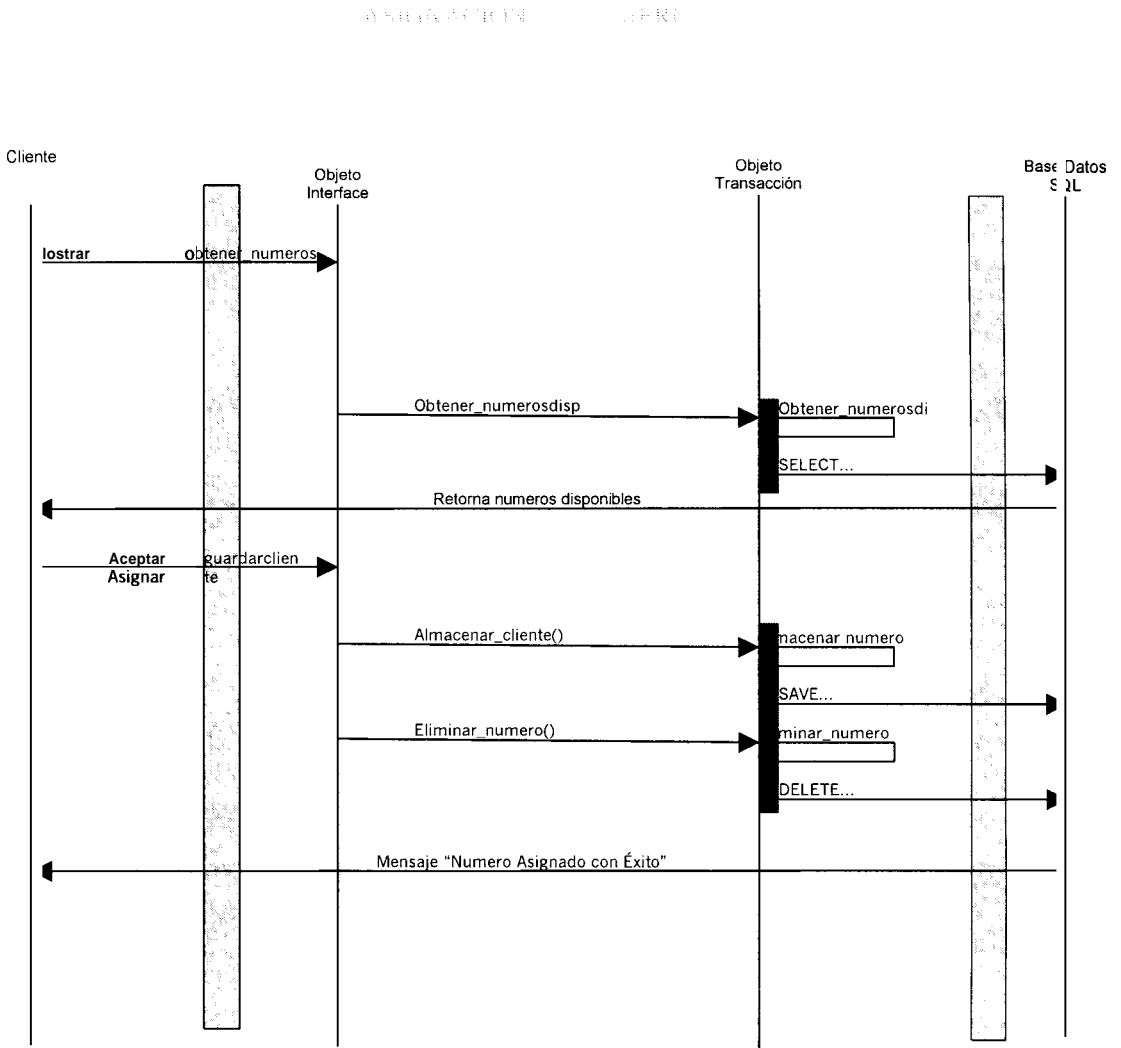 ASIGNACION
Cliente
Objeto
Interface
Objeto
Transacción
Base Datos
SQL
lostrar obtener_numeros
Obtener_numerosdisp
Obtener_numerosdi
SELECT...
Retorna numeros disponibles
Aceptar
Asignar
guardarclien
te
Almacenar_cliente()
macenar numero
SAVE...
Eliminar_numero()
minar_numero
DELETE...
Mensaje “Numero Asignado con Éxito”